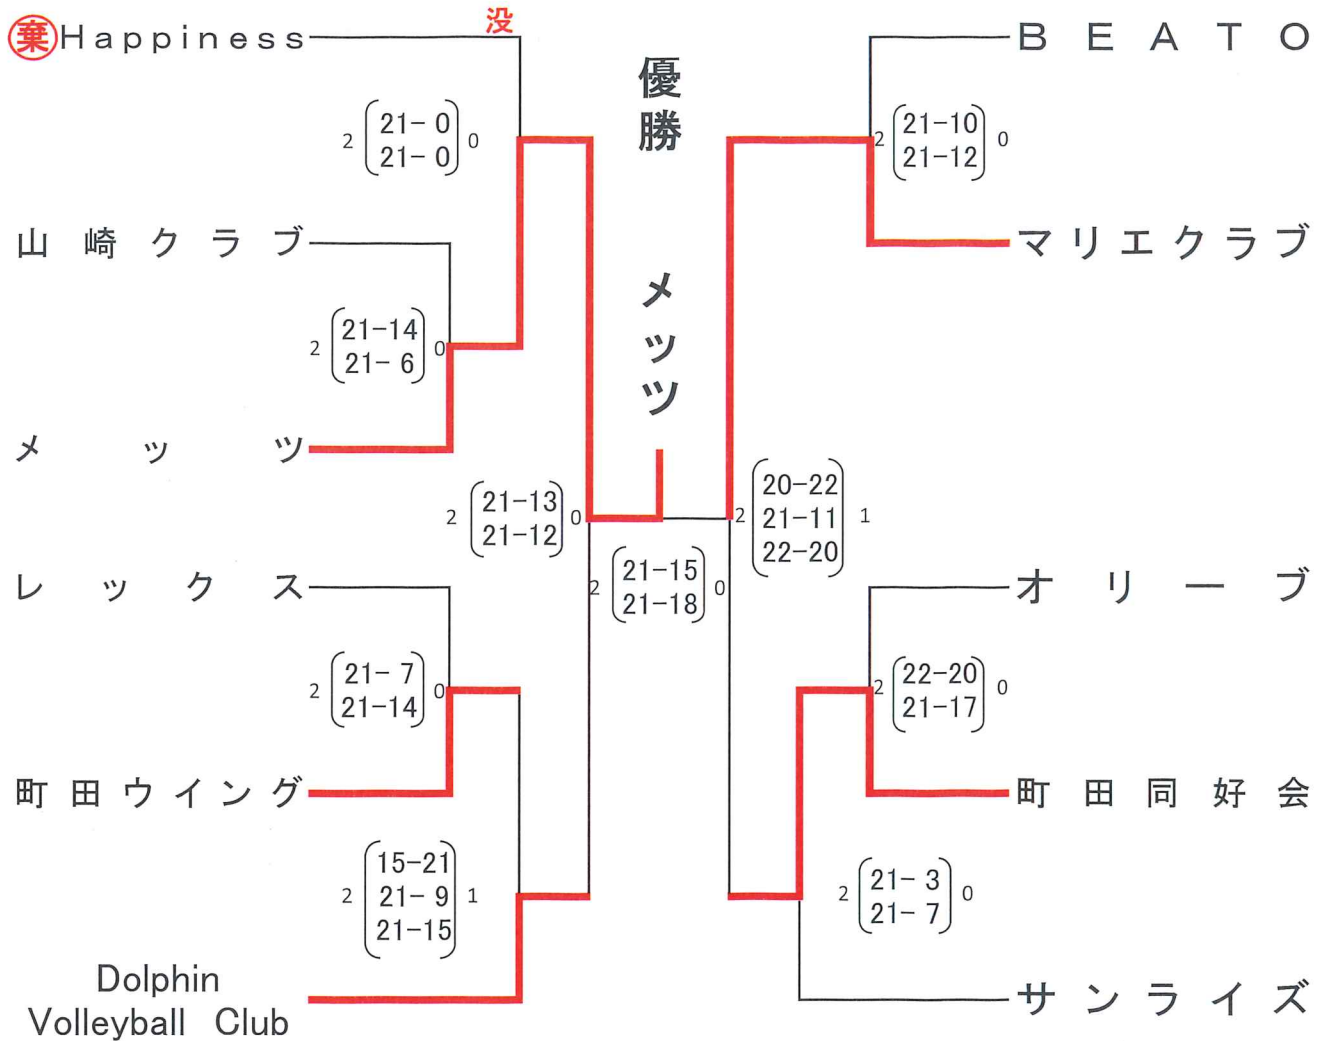 棄Happiness
没
優勝
メッツ
BEATO
2 21- 0 0
21- 0
2 21-10 0
21-12
山崎クラブ
マリエクラブ
2 21-14 0
21- 6
メッツ
2 21-13 0
21-12
20-22
2 21-11 1
22-20
2 21-15 0
21-18
レックス
オリーブ
2 21- 7 0
21-14
2 22-20 0
21-17
町田ウイング
町田同好会
15-21
2 21- 9 1
21-15
2 21- 3 0
21- 7
Dolphin
Volleyball Club
サンライズ